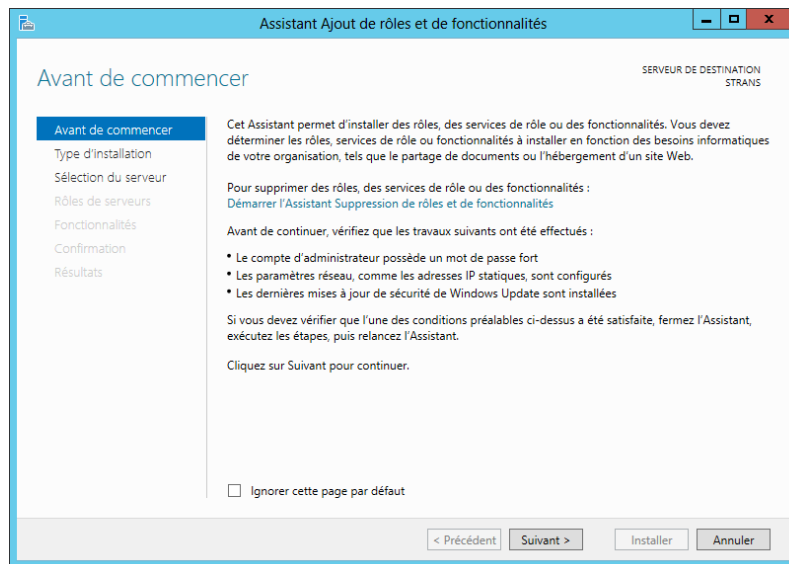 Assistant Ajout de rôles et de fonctionnalités
Avant de commencer
SERVEUR DE DESTINATION
STRANS
Avant de commencer
Type d'installation
Sélection du serveur
Rôles de serveurs
Fonctionnalités
Confirmation
Résultats
Cet Assistant permet d'installer des rôles, des services de rôle ou des fonctionnalités. Vous devez
déterminer les rôles, services de rôle ou fonctionnalités à installer en fonction des besoins informatiques
de votre organisation, tels que le partage de documents ou l'hébergement d'un site Web.
Pour supprimer des rôles, des services de rôle ou des fonctionnalités :
Démarrer l'Assistant Suppression de rôles et de fonctionnalités
Avant de continuer, vérifiez que les travaux suivants ont été effectués :
• Le compte d'administrateur possède un mot de passe fort
• Les paramètres réseau, comme les adresses IP statiques, sont configurés
• Les dernières mises à jour de sécurité de Windows Update sont installées
Si vous devez vérifier que l'une des conditions préalables ci-dessus a été satisfaite, fermez l'Assistant,
exécutez les étapes, puis relancez l'Assistant.
Cliquez sur Suivant pour continuer.
Ignorer cette page par défaut
< Précédent
Suivant >
Installer
Annuler